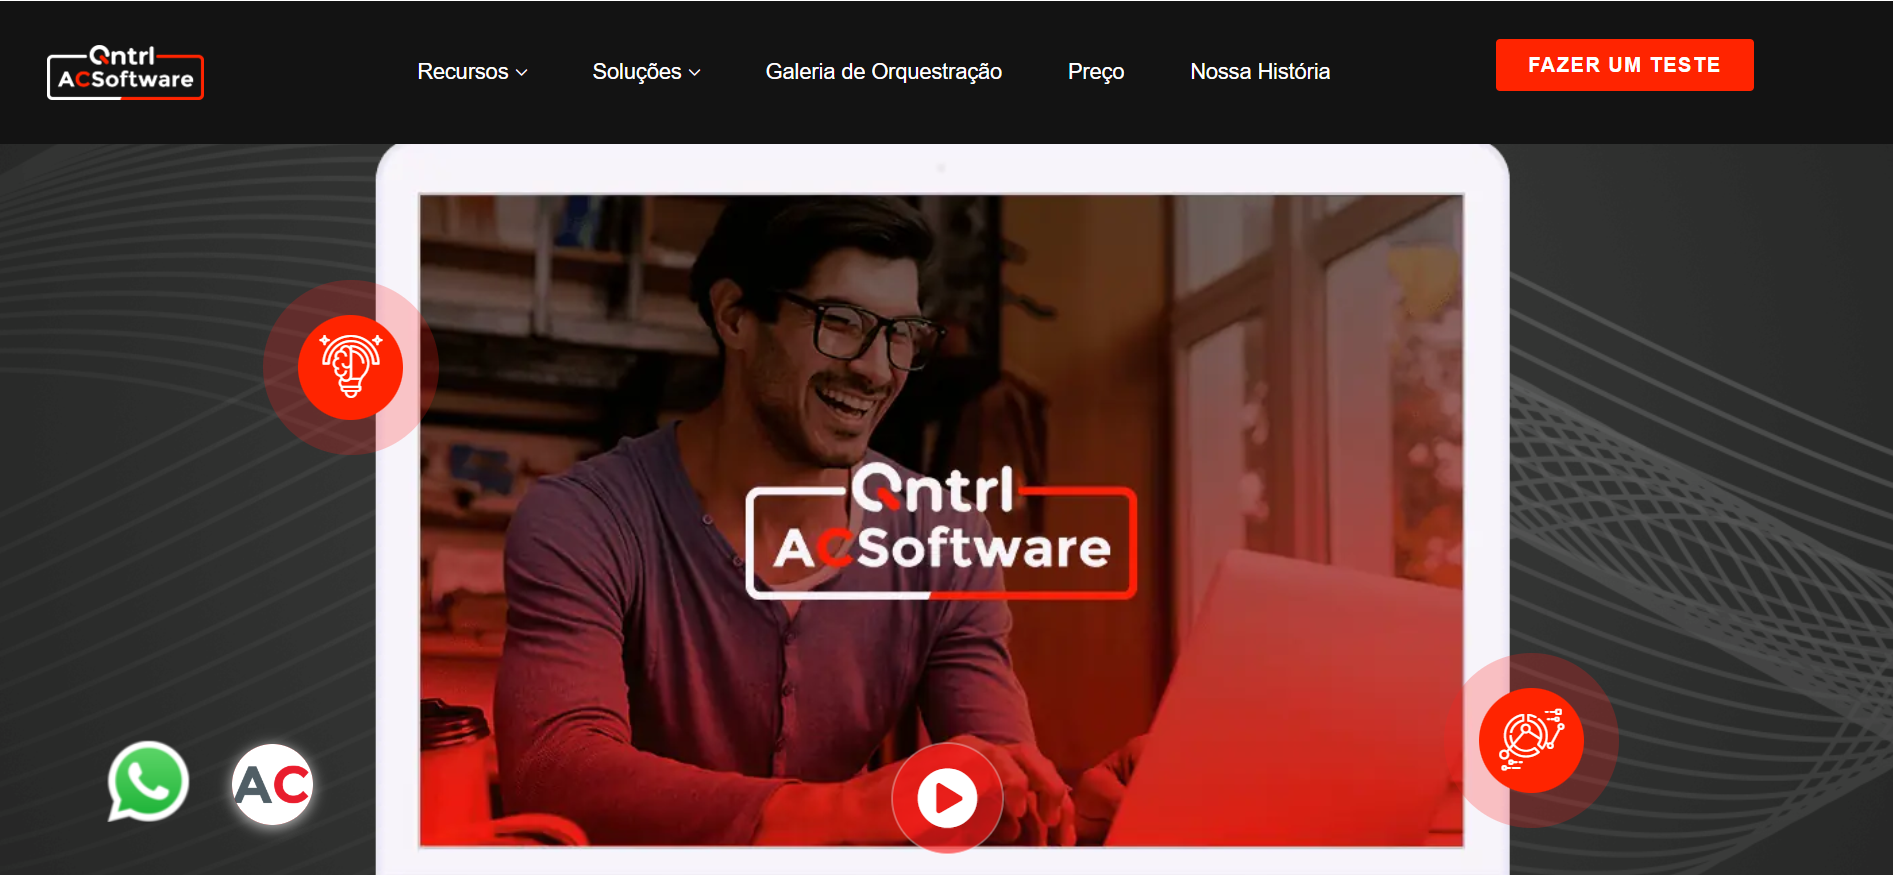 Qntrl
ACSoftware
Recursos
Soluções
Galeria de Orquestração
Preço
Nossa História
FAZER UM TESTE
Qntrl
ACSoftware
AC